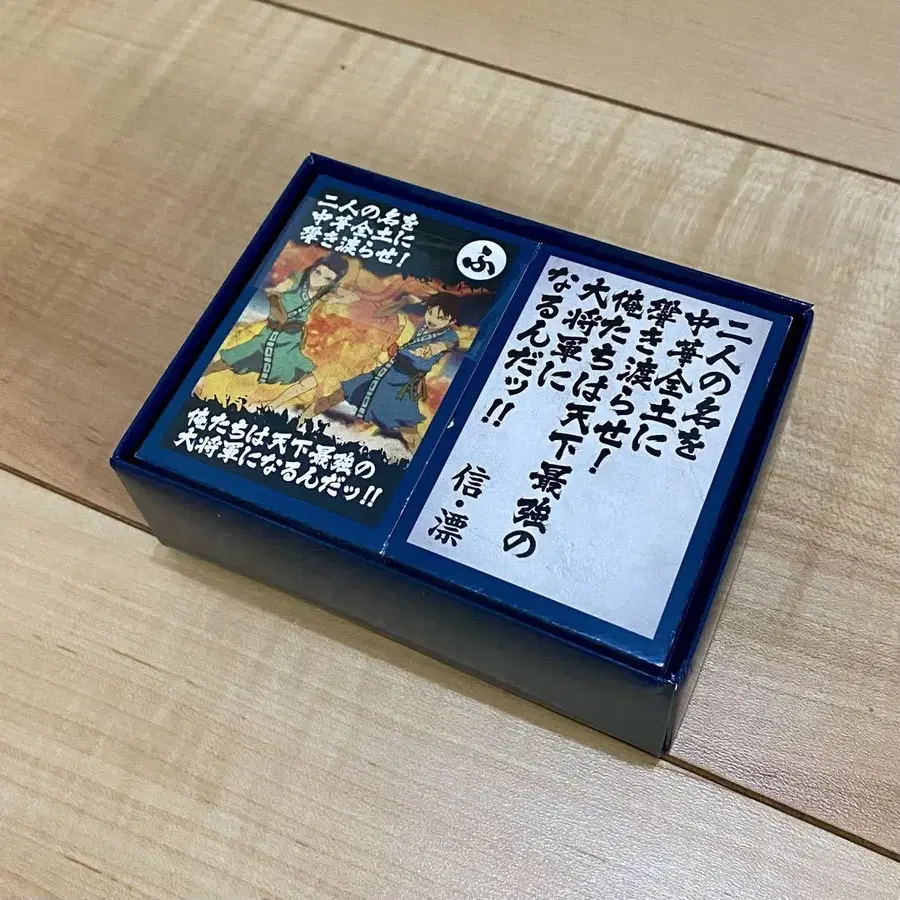 二人の名を
中華全土に
響き渡らせ！
ふ
俺たちは天下最強の
大将軍になるんだッ!!
二人の名を
中華全土に
響き渡らせ！
俺たちは天下最強の
大将軍に
なるんだッ!!
信・漂